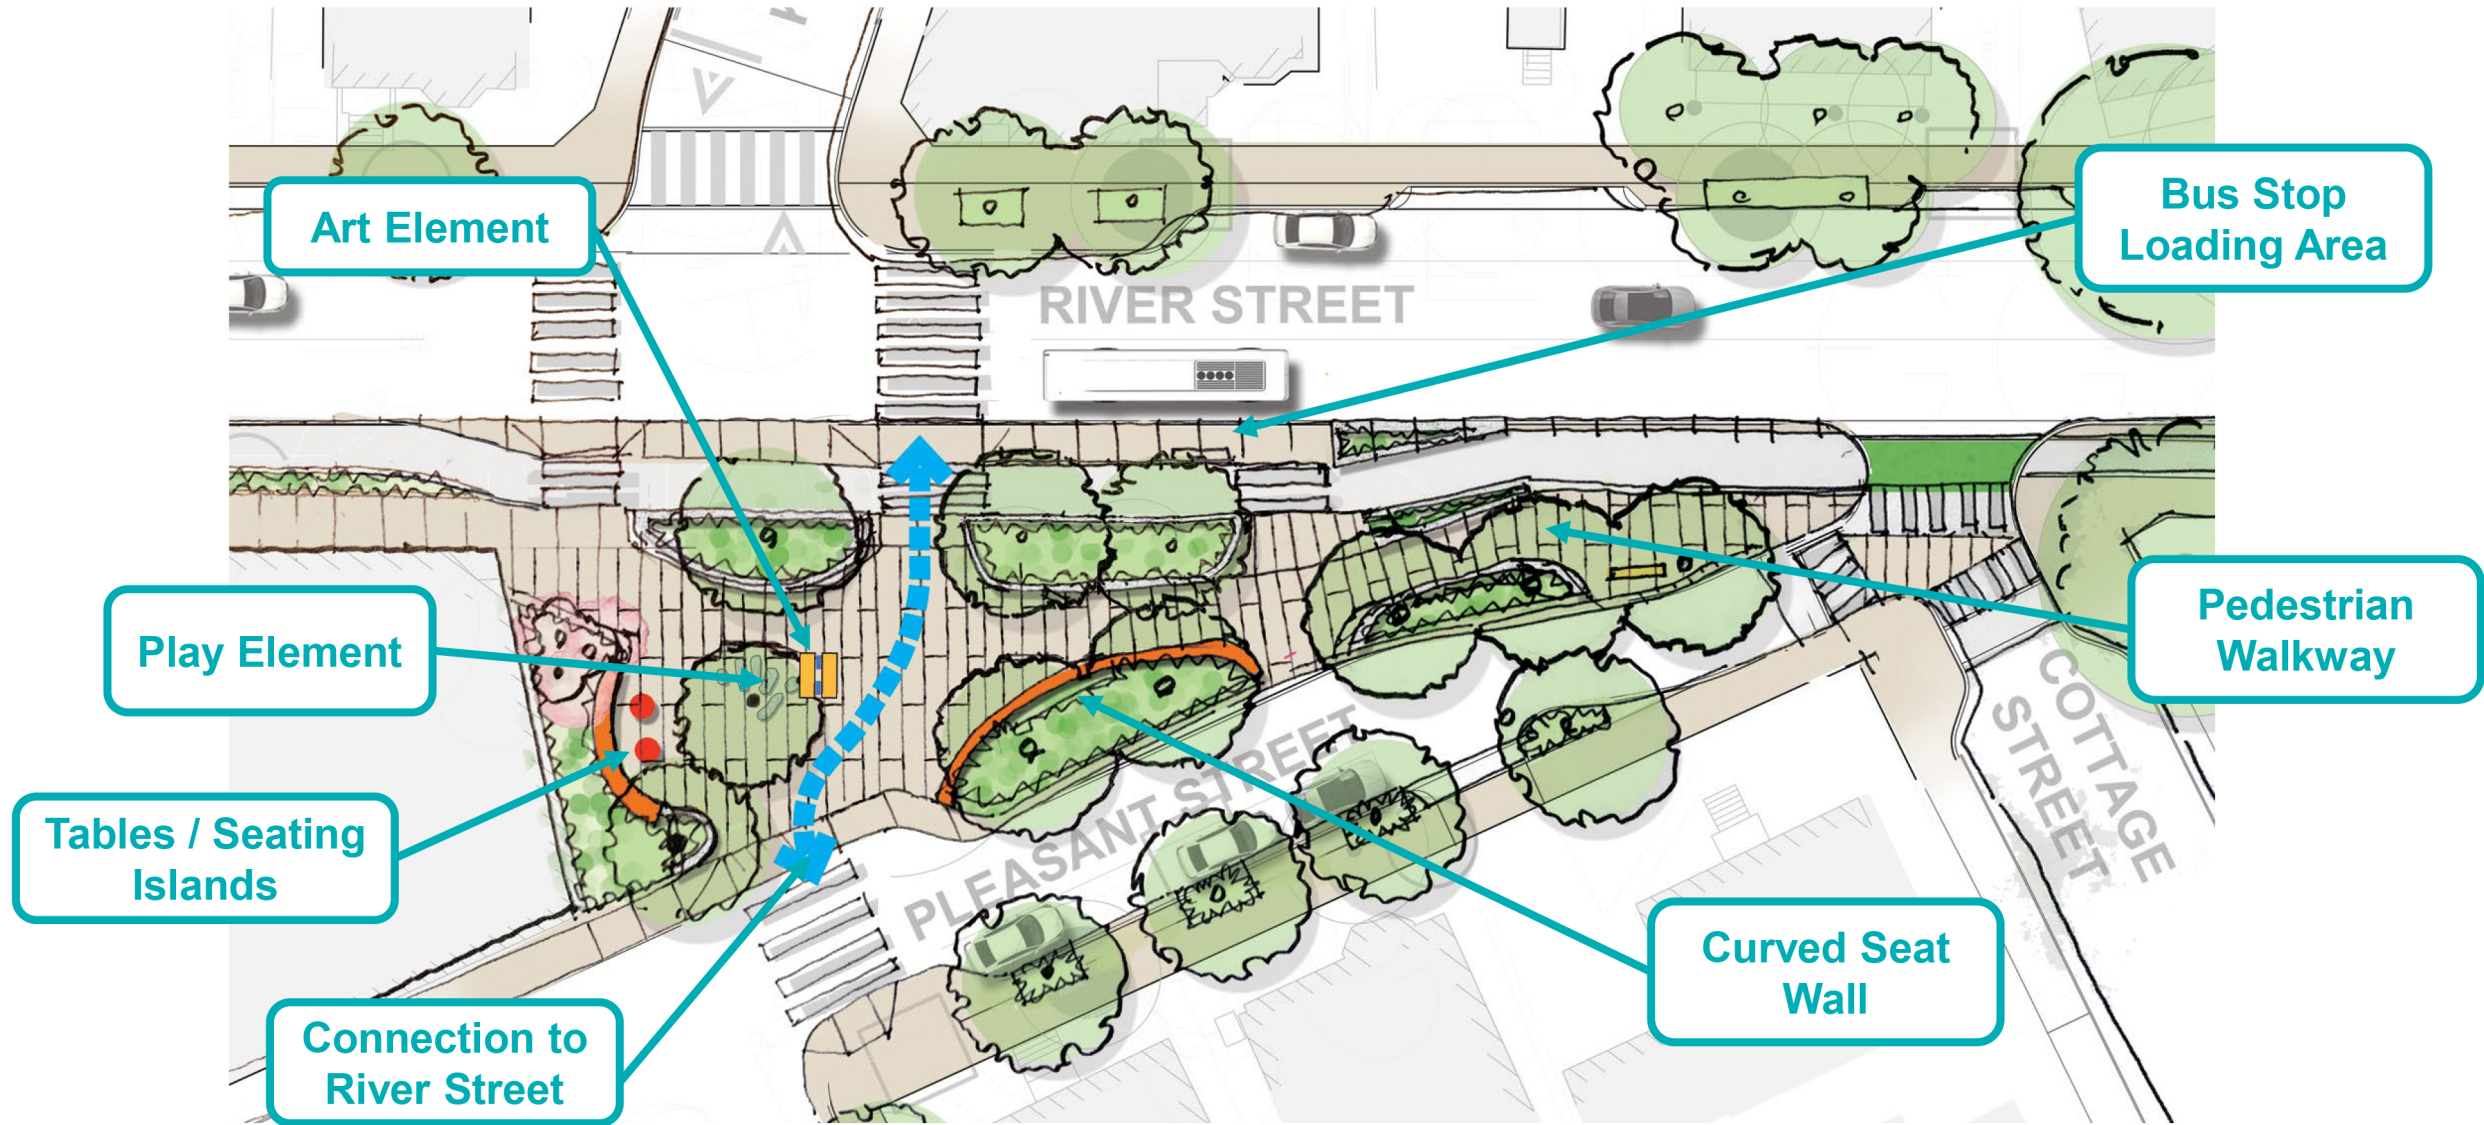 Art Element
Bus Stop
Loading Area
RIVER STREET
Play Element
Pedestrian
Walkway
COTTAGE
STREET
PLEASANT STREET
Tables / Seating
Islands
Curved Seat
Wall
Connection to
River Street